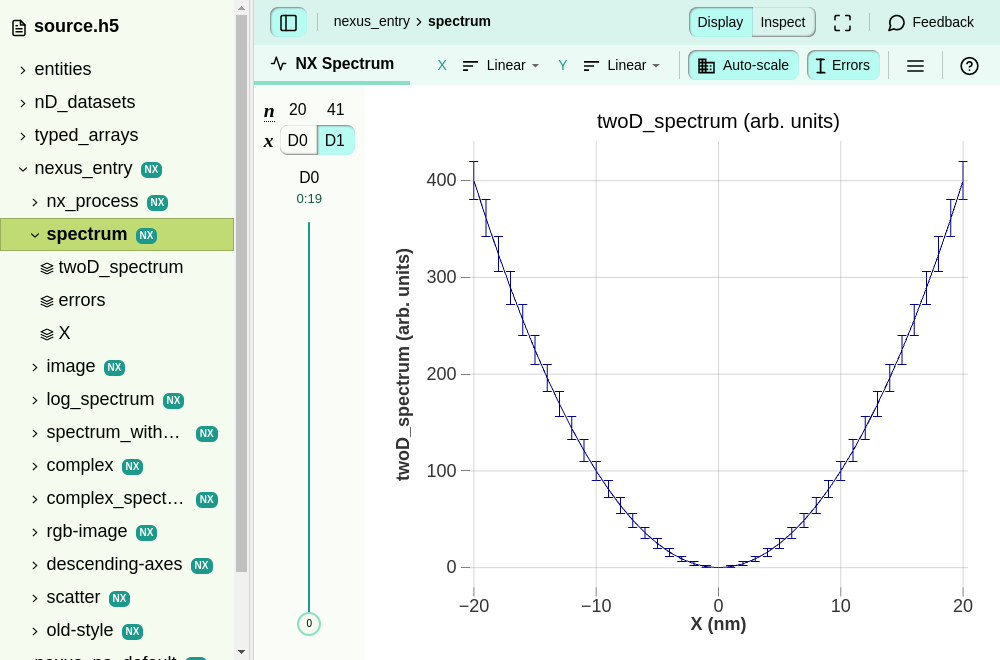 source.h5
entities
nD_datasets
typed_arrays
nexus_entry NX
nx_process NX
spectrum NX
twoD_spectrum
errors
X
image NX
log_spectrum NX
spectrum_with… NX
complex NX
complex_spect… NX
rgb-image NX
descending-axes NX
scatter NX
old-style NX
nexus_entry › spectrum
Display Inspect
Feedback
NX Spectrum
X Linear
Y Linear
Auto-scale
Errors
n 20 41
x D0 D1
D0
0:19
0
twoD_spectrum (arb. units)
twoD_spectrum (arb. units)
400
300
200
100
0
−20 −10 0 10 20
X (nm)